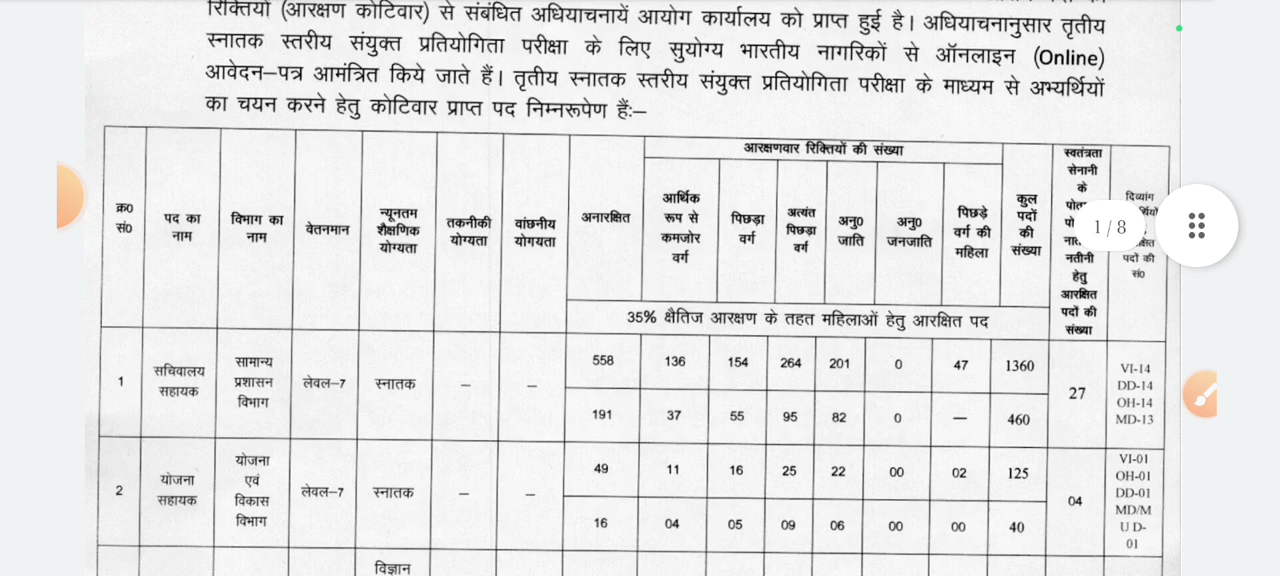 रिक्तियों (आरक्षण कोटिवार) से संबंधित अधियाचनायें आयोग कार्यालय को प्राप्त हुई है। अधियाचनानुसार तृतीय
स्नातक स्तरीय संयुक्त प्रतियोगिता परीक्षा के लिए सुयोग्य भारतीय नागरिकों से ऑनलाइन (Online)
आवेदन–पत्र आमंत्रित किये जाते हैं। तृतीय स्नातक स्तरीय संयुक्त प्रतियोगिता परीक्षा के माध्यम से अभ्यर्थियों
का चयन करने हेतु कोटिवार प्राप्त पद निम्नरूपेण हैं:–
क्र0
सं0
पद का
नाम
विभाग का
नाम
वेतनमान
न्यूनतम
शैक्षणिक
योग्यता
तकनीकी
योग्यता
वांछनीय
योगयता
अनारक्षित
आरक्षणवार रिक्तियों की संख्या
आर्थिक
रूप से
कमजोर
वर्ग
पिछड़ा
वर्ग
अत्यंत
पिछड़ा
वर्ग
अनु0
जाति
अनु0
जनजाति
पिछड़े
वर्ग की
महिला
कुल
पदों
की
संख्या
स्वतंत्रता
सेनानी
के
नतीनी
हेतु
आरक्षित
पदों की
संख्या
दिव्यांग
पदों की
सं0
1 / 8
35% क्षैतिज आरक्षण के तहत महिलाओं हेतु आरक्षित पद
1
सचिवालय
सहायक
सामान्य
प्रशासन
विभाग
लेवल–7
स्नातक
–
–
558 136 154 264 201 0 47 1360
191 37 55 95 82 0 — 460
27
VI-14
DD-14
OH-14
MD-13
2
योजना
सहायक
योजना
एवं
विकास
विभाग
लेवल–7
स्नातक
–
–
49 11 16 25 22 00 02 125
16 04 05 09 06 00 00 40
04
VI-01
OH-01
DD-01
MD/M
U D-
01
विज्ञान